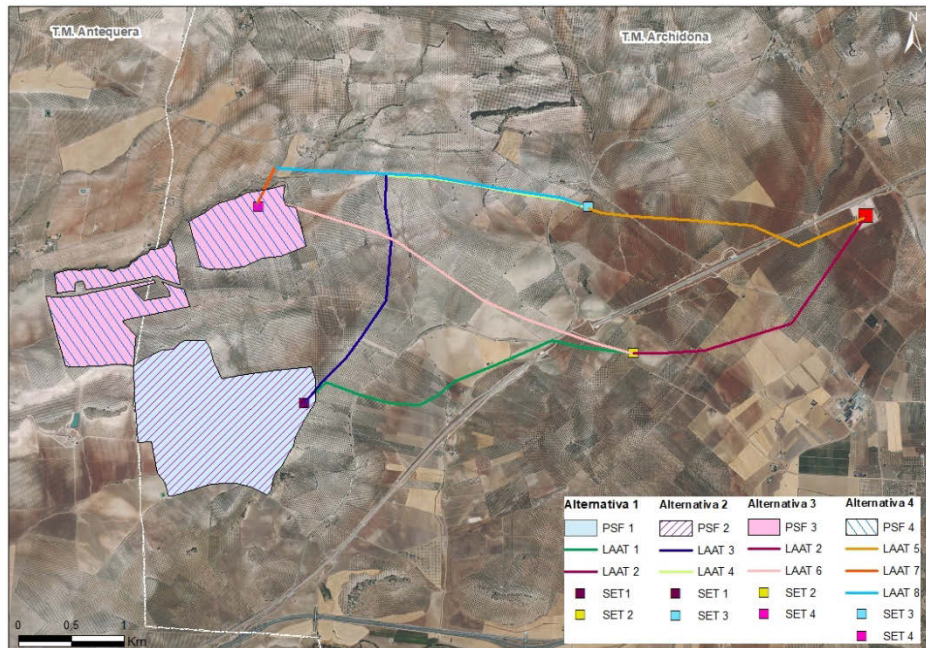 T.M. Antequera
T.M. Archidona
N
Alternativa 1 Alternativa 2 Alternativa 3 Alternativa 4
PSF 1 PSF 2 PSF 3 PSF 4
LAAT 1 LAAT 3 LAAT 2 LAAT 5
LAAT 2 LAAT 4 LAAT 6 LAAT 7
SET 1 SET 1 SET 2 LAAT 8
SET 2 SET 3 SET 4 SET 3
SET 4
0 0,5 1
Km